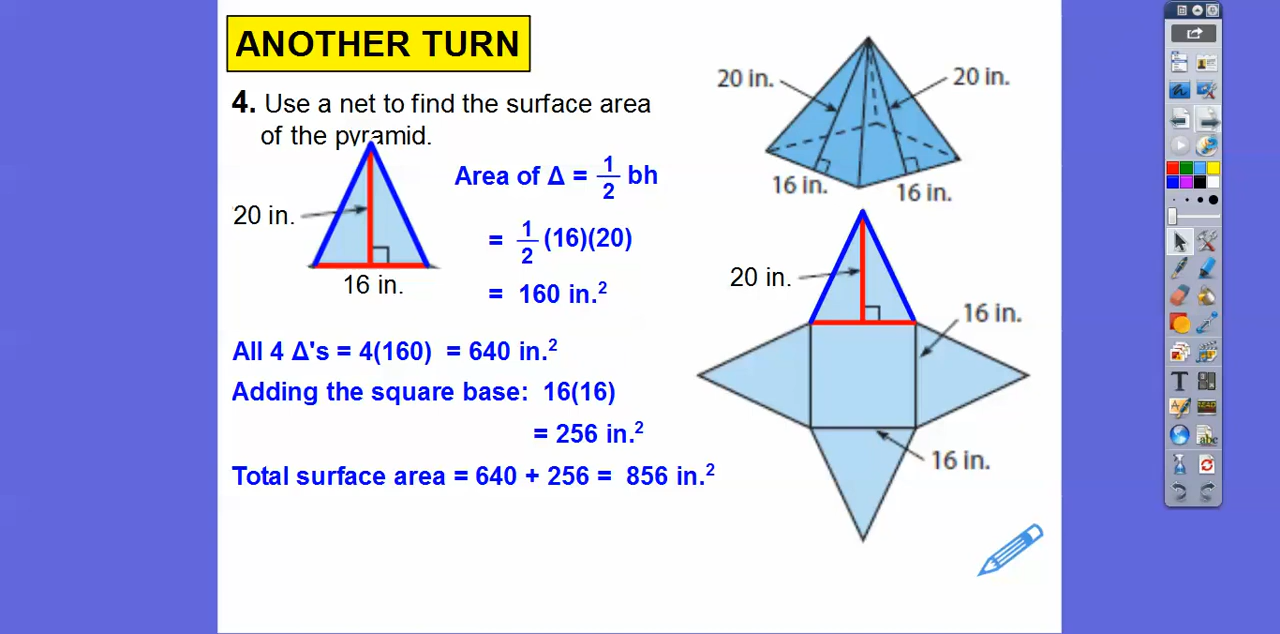 ANOTHER TURN
4. Use a net to find the surface area
of the pyramid.
20 in.
16 in.
Area of Δ = 1/2 bh
= 1/2 (16)(20)
= 160 in.²
All 4 Δ's = 4(160) = 640 in.²
Adding the square base: 16(16)
= 256 in.²
Total surface area = 640 + 256 = 856 in.²
20 in.
20 in.
16 in.
16 in.
20 in.
16 in.
16 in.